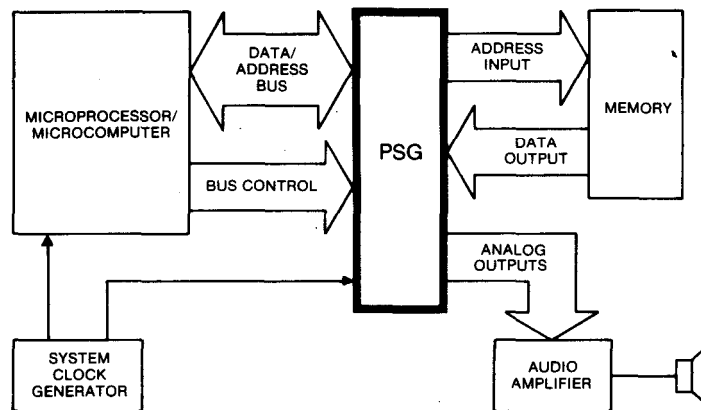 DATA/
ADDRESS
BUS
ADDRESS
INPUT
MICROPROCESSOR/
MICROCOMPUTER
PSG
MEMORY
DATA
OUTPUT
BUS CONTROL
ANALOG
OUTPUTS
SYSTEM
CLOCK
GENERATOR
AUDIO
AMPLIFIER